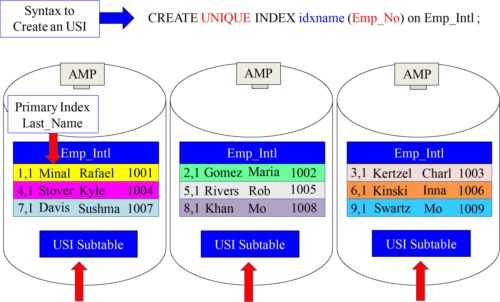 Syntax to
Create an USI
CREATE UNIQUE INDEX idxname (Emp_No) on Emp_Intl ;
AMP
AMP
AMP
Primary Index
Last_Name
Emp_Intl
1,1 Minal Rafael 1001
4,1 Stover Kyle 1004
7,1 Davis Sushma 1007
USI Subtable
Emp_Intl
2,1 Gomez Maria 1002
5,1 Rivers Rob 1005
8,1 Khan Mo 1008
USI Subtable
Emp_Intl
3,1 Kertzel Charl 1003
6,1 Kinski Inna 1006
9,1 Swartz Mo 1009
USI Subtable